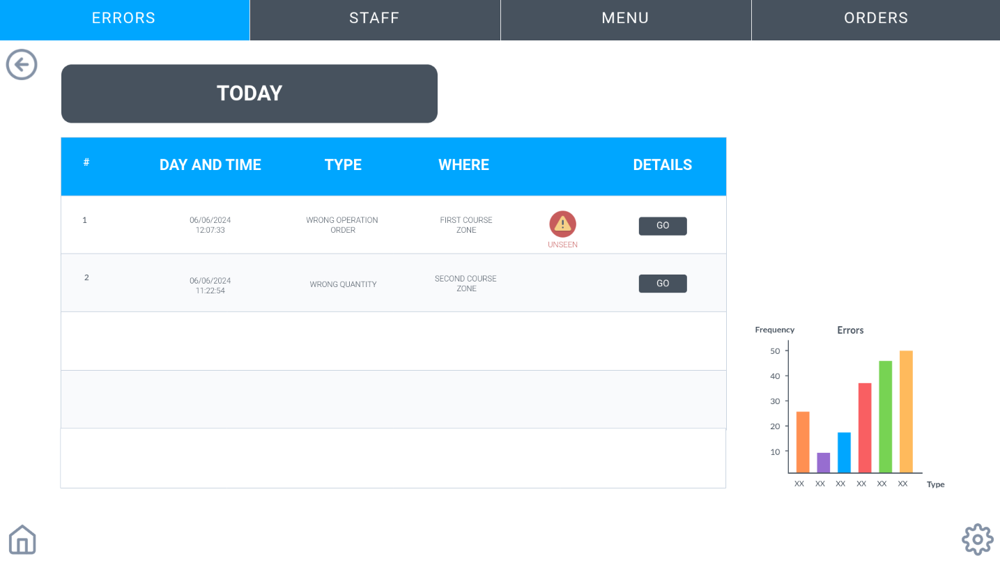 ERRORS
STAFF
MENU
ORDERS
TODAY
#
DAY AND TIME
TYPE
WHERE
DETAILS
1
06/06/2024
12:07:33
WRONG OPERATION
ORDER
FIRST COURSE
ZONE
UNSEEN
GO
2
06/06/2024
11:22:54
WRONG QUANTITY
SECOND COURSE
ZONE
GO
Frequency
Errors
50
40
30
20
10
XX XX XX XX XX XX
Type